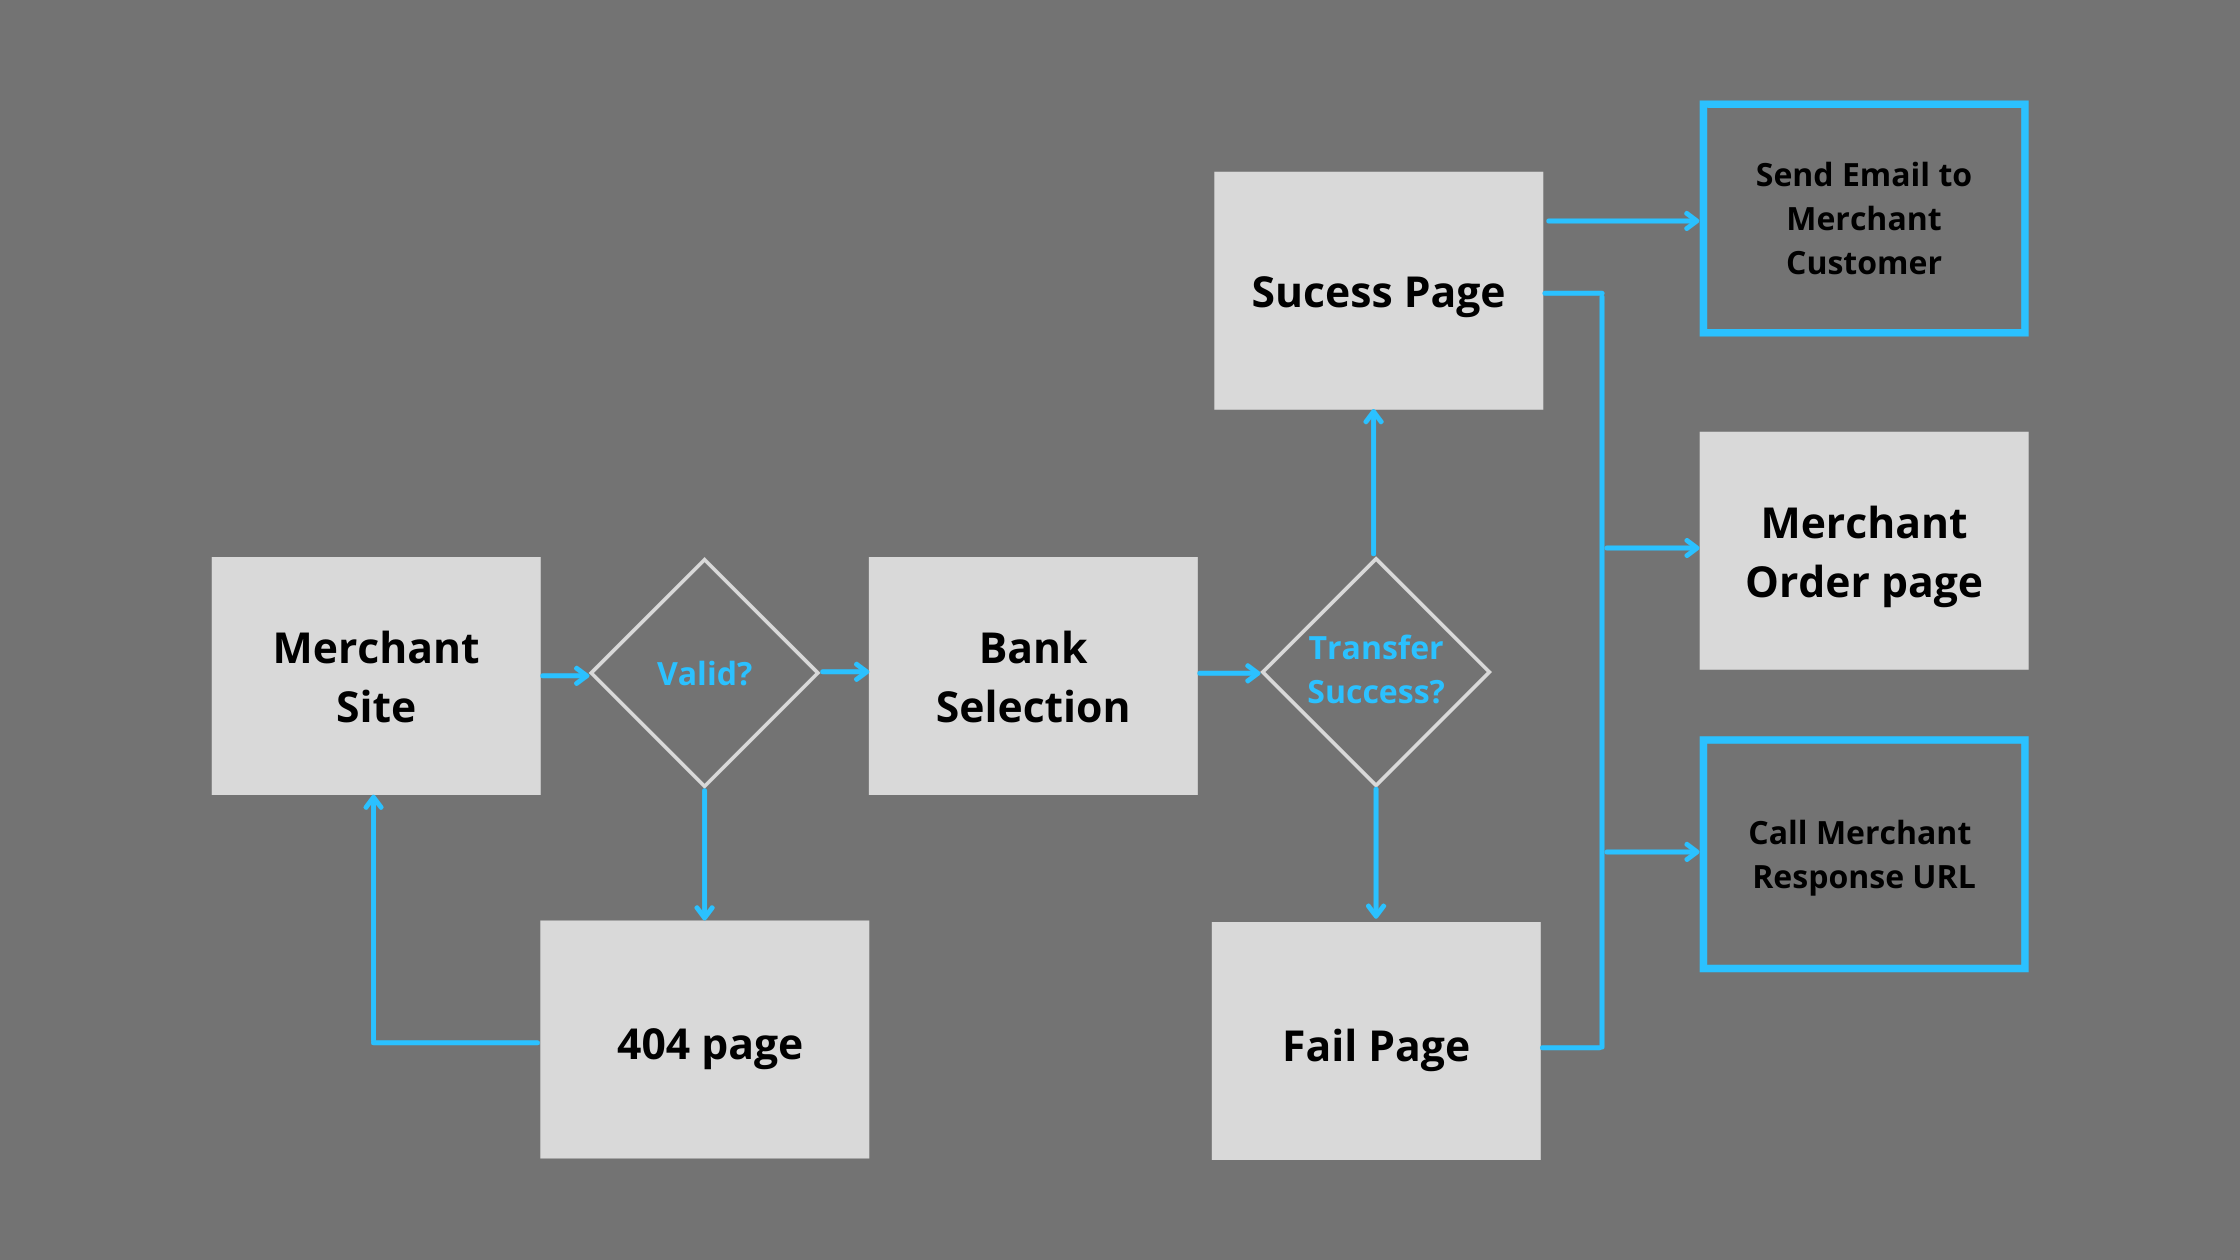 Merchant
Site
Valid?
404 page
Bank
Selection
Transfer
Success?
Sucess Page
Fail Page
Send Email to
Merchant
Customer
Merchant
Order page
Call Merchant
Response URL